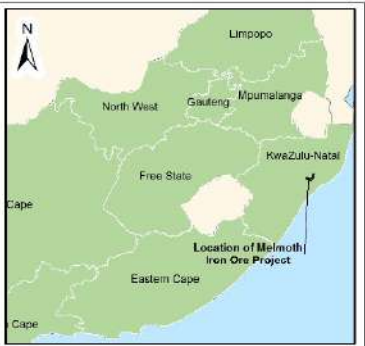 N
Limpopo
North West
Gauteng
Mpumalanga
KwaZulu-Natal
Free State
Cape
Location of Melmoth
Iron Ore Project
Eastern Cape
Cape